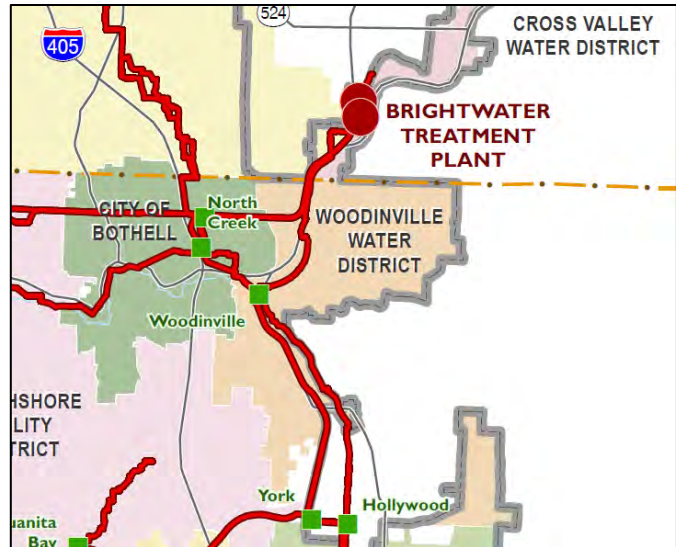 524
CROSS VALLEY
WATER DISTRICT
405
BRIGHTWATER
TREATMENT
PLANT
North
Creek
CITY OF
BOTHELL
WOODINVILLE
WATER
DISTRICT
Woodinville
HSHORE
LITY
TRICT
York
Hollywood
uanita
Bay